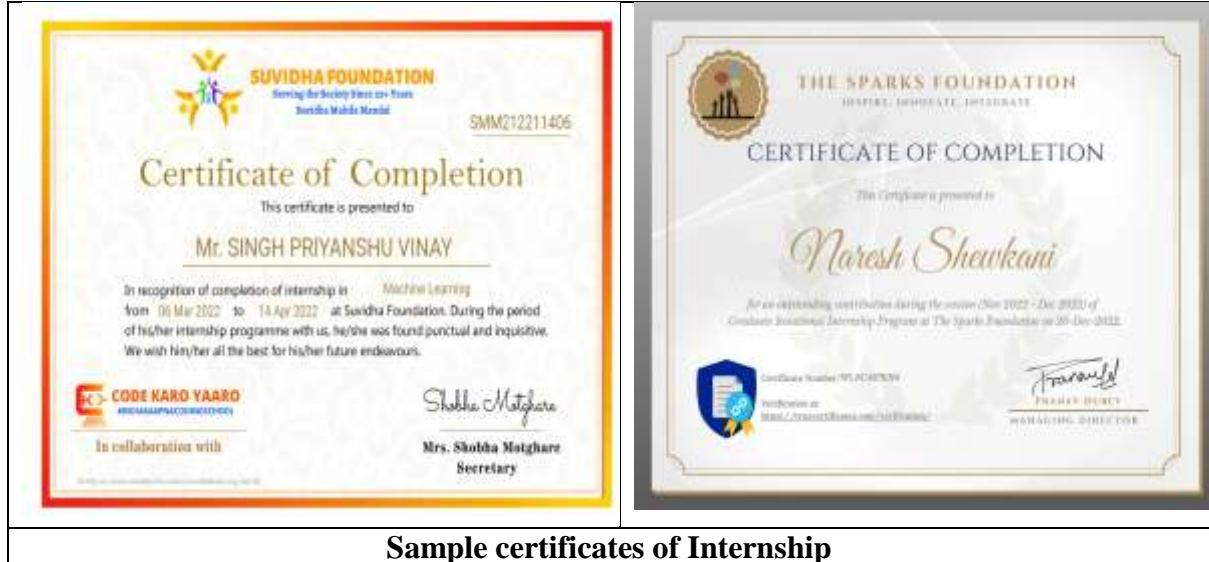 SUVIDHA FOUNDATION
Serving the Society Since 20+ Years
Suvidha Mahila Mandal
SMM212211406
Certificate of Completion
This certificate is presented to
Mr. SINGH PRIYANSHU VINAY
In recognition of completion of internship in Machine Learning
from 06 Mar 2022 to 14 Apr 2022 at Suvidha Foundation. During the period
of his/her internship programme with us, he/she was found punctual and inquisitive.
We wish him/her all the best for his/her future endeavours.
CODE KARO YAARO
In collaboration with
Shobha Motghare
Mrs. Shobha Motghare
Secretary
THE SPARKS FOUNDATION
INSPIRE, INNOVATE, INTEGRATE
CERTIFICATE OF COMPLETION
This Certificate is presented to
Naresh Shewkani
for an outstanding contribution during the session (Nov 2022 - Dec 2022) of
Graduate Rotational Internship Program at The Sparks Foundation on 20-Dec-2022.
Certificate Number
Verification at
PRANAV DUBEY
MANAGING DIRECTOR
Sample certificates of Internship